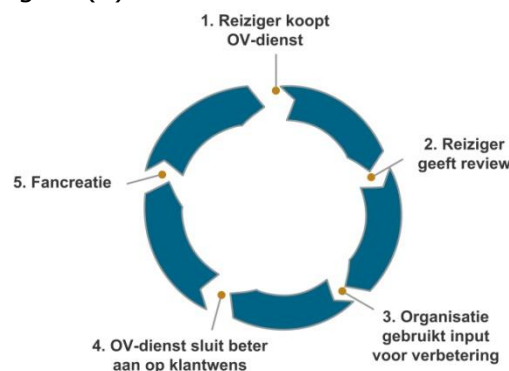 1. Reiziger koopt
OV-dienst
2. Reiziger
geeft review
3. Organisatie
gebruikt input
voor verbetering
4. OV-dienst sluit beter
aan op klantwens
5. Fancreatie